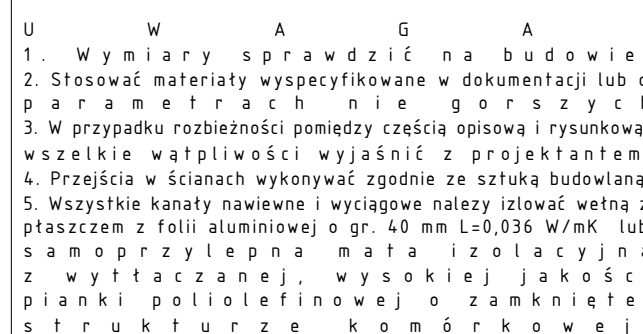 U W A G A
1. Wymiary sprawdzić na budowie
2. Stosować materiały wyspecyfikowane w dokumentacji lub o
parametrach nie gorszych
3. W przypadku rozbieżności pomiędzy częścią opisową i rysunkową
wszelkie wątpliwości wyjaśnić z projektantem
4. Przejścia w ścianach wykonywać zgodnie ze sztuką budowlaną
5. Wszystkie kanały nawiewne i wyciągowe nalezy izlować wełną z
płaszczem z folii aluminiowej o gr. 40 mm L=0,036 W/mK lub
samoprzylepna mata izolacyjna
z wytłaczanej, wysokiej jakośc
pianki poliolefinowej o zamknięte
strukturze komórkowej